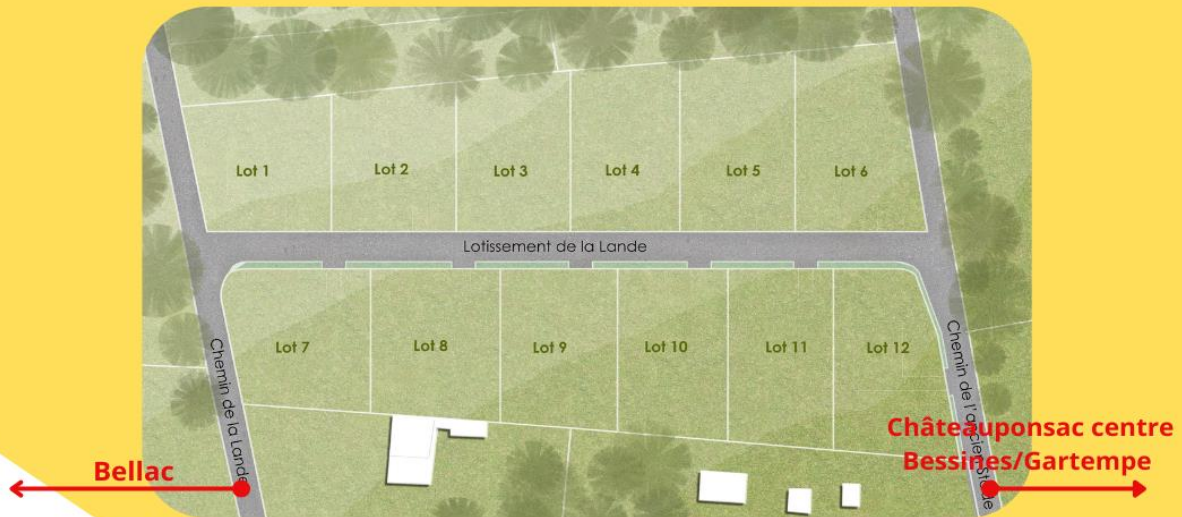 Lot 1
Lot 2
Lot 3
Lot 4
Lot 5
Lot 6
Lotissement de la Lande
Lot 7
Lot 8
Lot 9
Lot 10
Lot 11
Lot 12
Chemin de la Lande
Chemin de l'ancien Stade
Châteauponsac centre
Bessines/Gartempe
Bellac